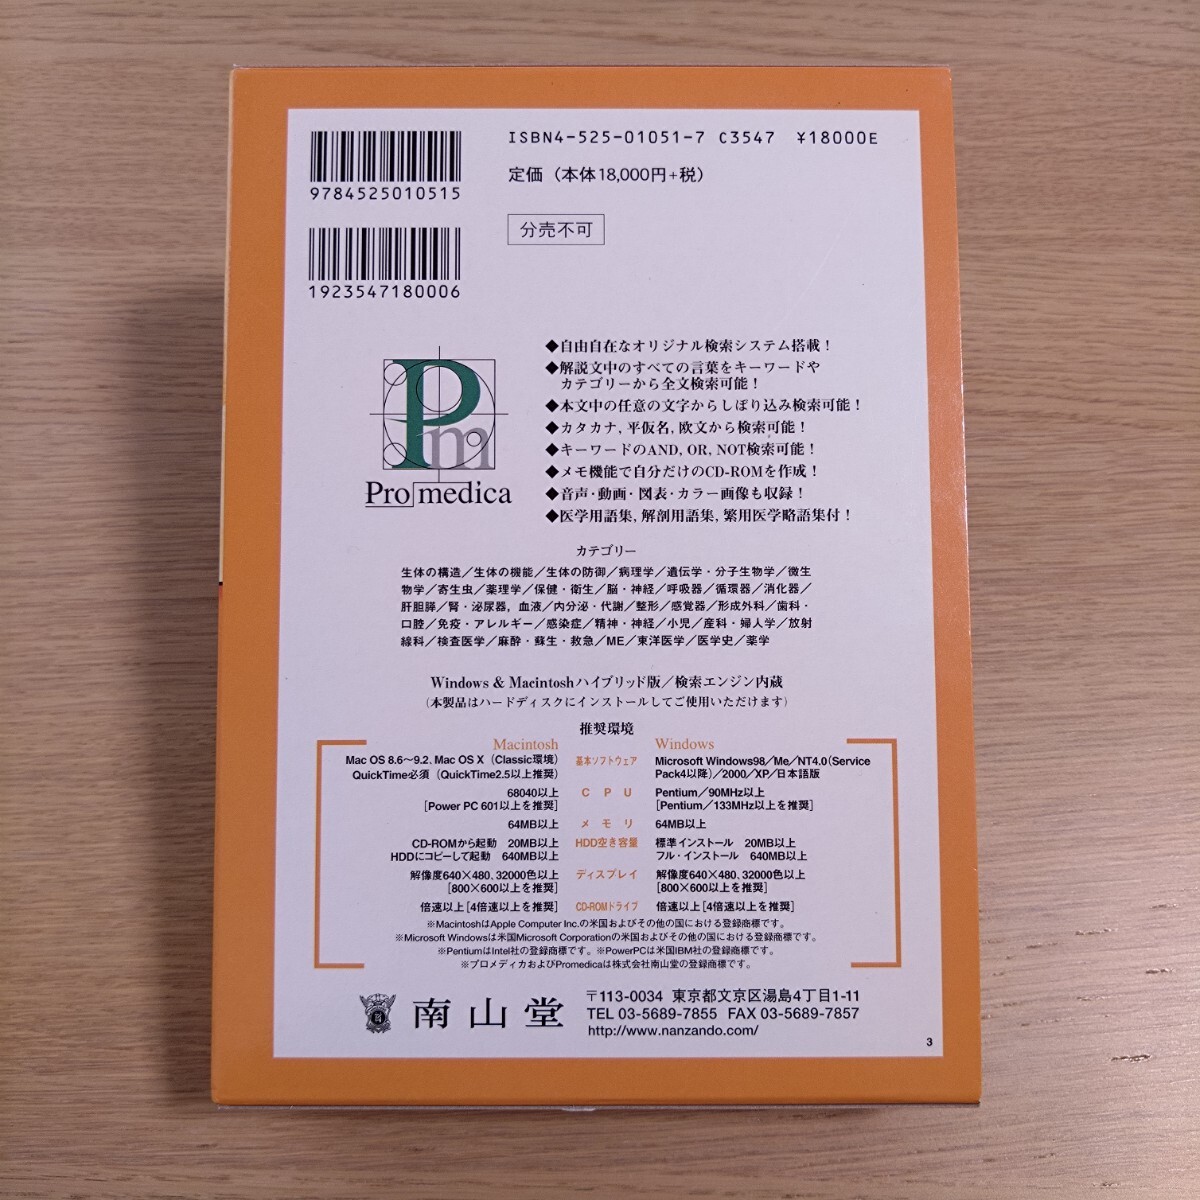 ISBN4-525-01051-7 C3547 ¥18000E
9784525010515
定価(本体18,000円+税)
分売不可
1923547180006
Pm
Promedica
◆自由自在なオリジナル検索システム搭載!
◆解説文中のすべての言葉をキーワードや
カテゴリーから全文検索可能!
◆本文中の任意の文字からしぼり込み検索可能!
◆カタカナ, 平仮名, 欧文から検索可能!
◆キーワードのAND, OR, NOT検索可能!
◆メモ機能で自分だけのCD-ROMを作成!
◆音声・動画・図表・カラー画像も収録!
◆医学用語集, 解剖用語集, 繁用医学略語集付!
カテゴリー
生体の構造/生体の機能/生体の防御/病理学/遺伝学・分子生物学/微生
物学/寄生虫/薬理学/保健・衛生/脳・神経/呼吸器/循環器/消化器/
肝胆膵/腎・泌尿器, 血液/内分泌・代謝/整形/感覚器/形成外科/歯科・
口腔/免疫・アレルギー/感染症/精神・神経/小児/産科・婦人学/放射
線科/検査医学/麻酔・蘇生・救急/ME/東洋医学/医学史/薬学
Windows & Macintoshハイブリッド版/検索エンジン内蔵
(本製品はハードディスクにインストールしてご使用いただけます)
推奨環境
Macintosh Windows
Mac OS 8.6〜9.2、Mac OS X (Classic環境) 基本ソフトウェア Microsoft Windows98/Me/NT4.0(Service
QuickTime必須 (QuickTime2.5以上推奨) Pack4以降)/2000/XP/日本語版
68040以上 CPU Pentium/90MHz以上
[Power PC 601以上を推奨] [Pentium/133MHz以上を推奨]
64MB以上 メモリ 64MB以上
CD-ROMから起動 20MB以上 HDD空き容量 標準インストール 20MB以上
HDDにコピーして起動 640MB以上 フル・インストール 640MB以上
解像度640×480、32000色以上 ディスプレイ 解像度640×480、32000色以上
[800×600以上を推奨] [800×600以上を推奨]
倍速以上[4倍速以上を推奨] CD-ROMドライブ 倍速以上[4倍速以上を推奨]
※MacintoshはApple Computer Inc.の米国およびその他の国における登録商標です。
※Microsoft Windowsは米国Microsoft Corporationの米国およびその他の国における登録商標です。
※PentiumはIntel社の登録商標です。※PowerPCは米国IBM社の登録商標です。
※プロメディカおよびPromedicaは株式会社南山堂の登録商標です。
南山堂
〒113-0034 東京都文京区湯島4丁目1-11
TEL 03-5689-7855 FAX 03-5689-7857
http://www.nanzando.com/
3